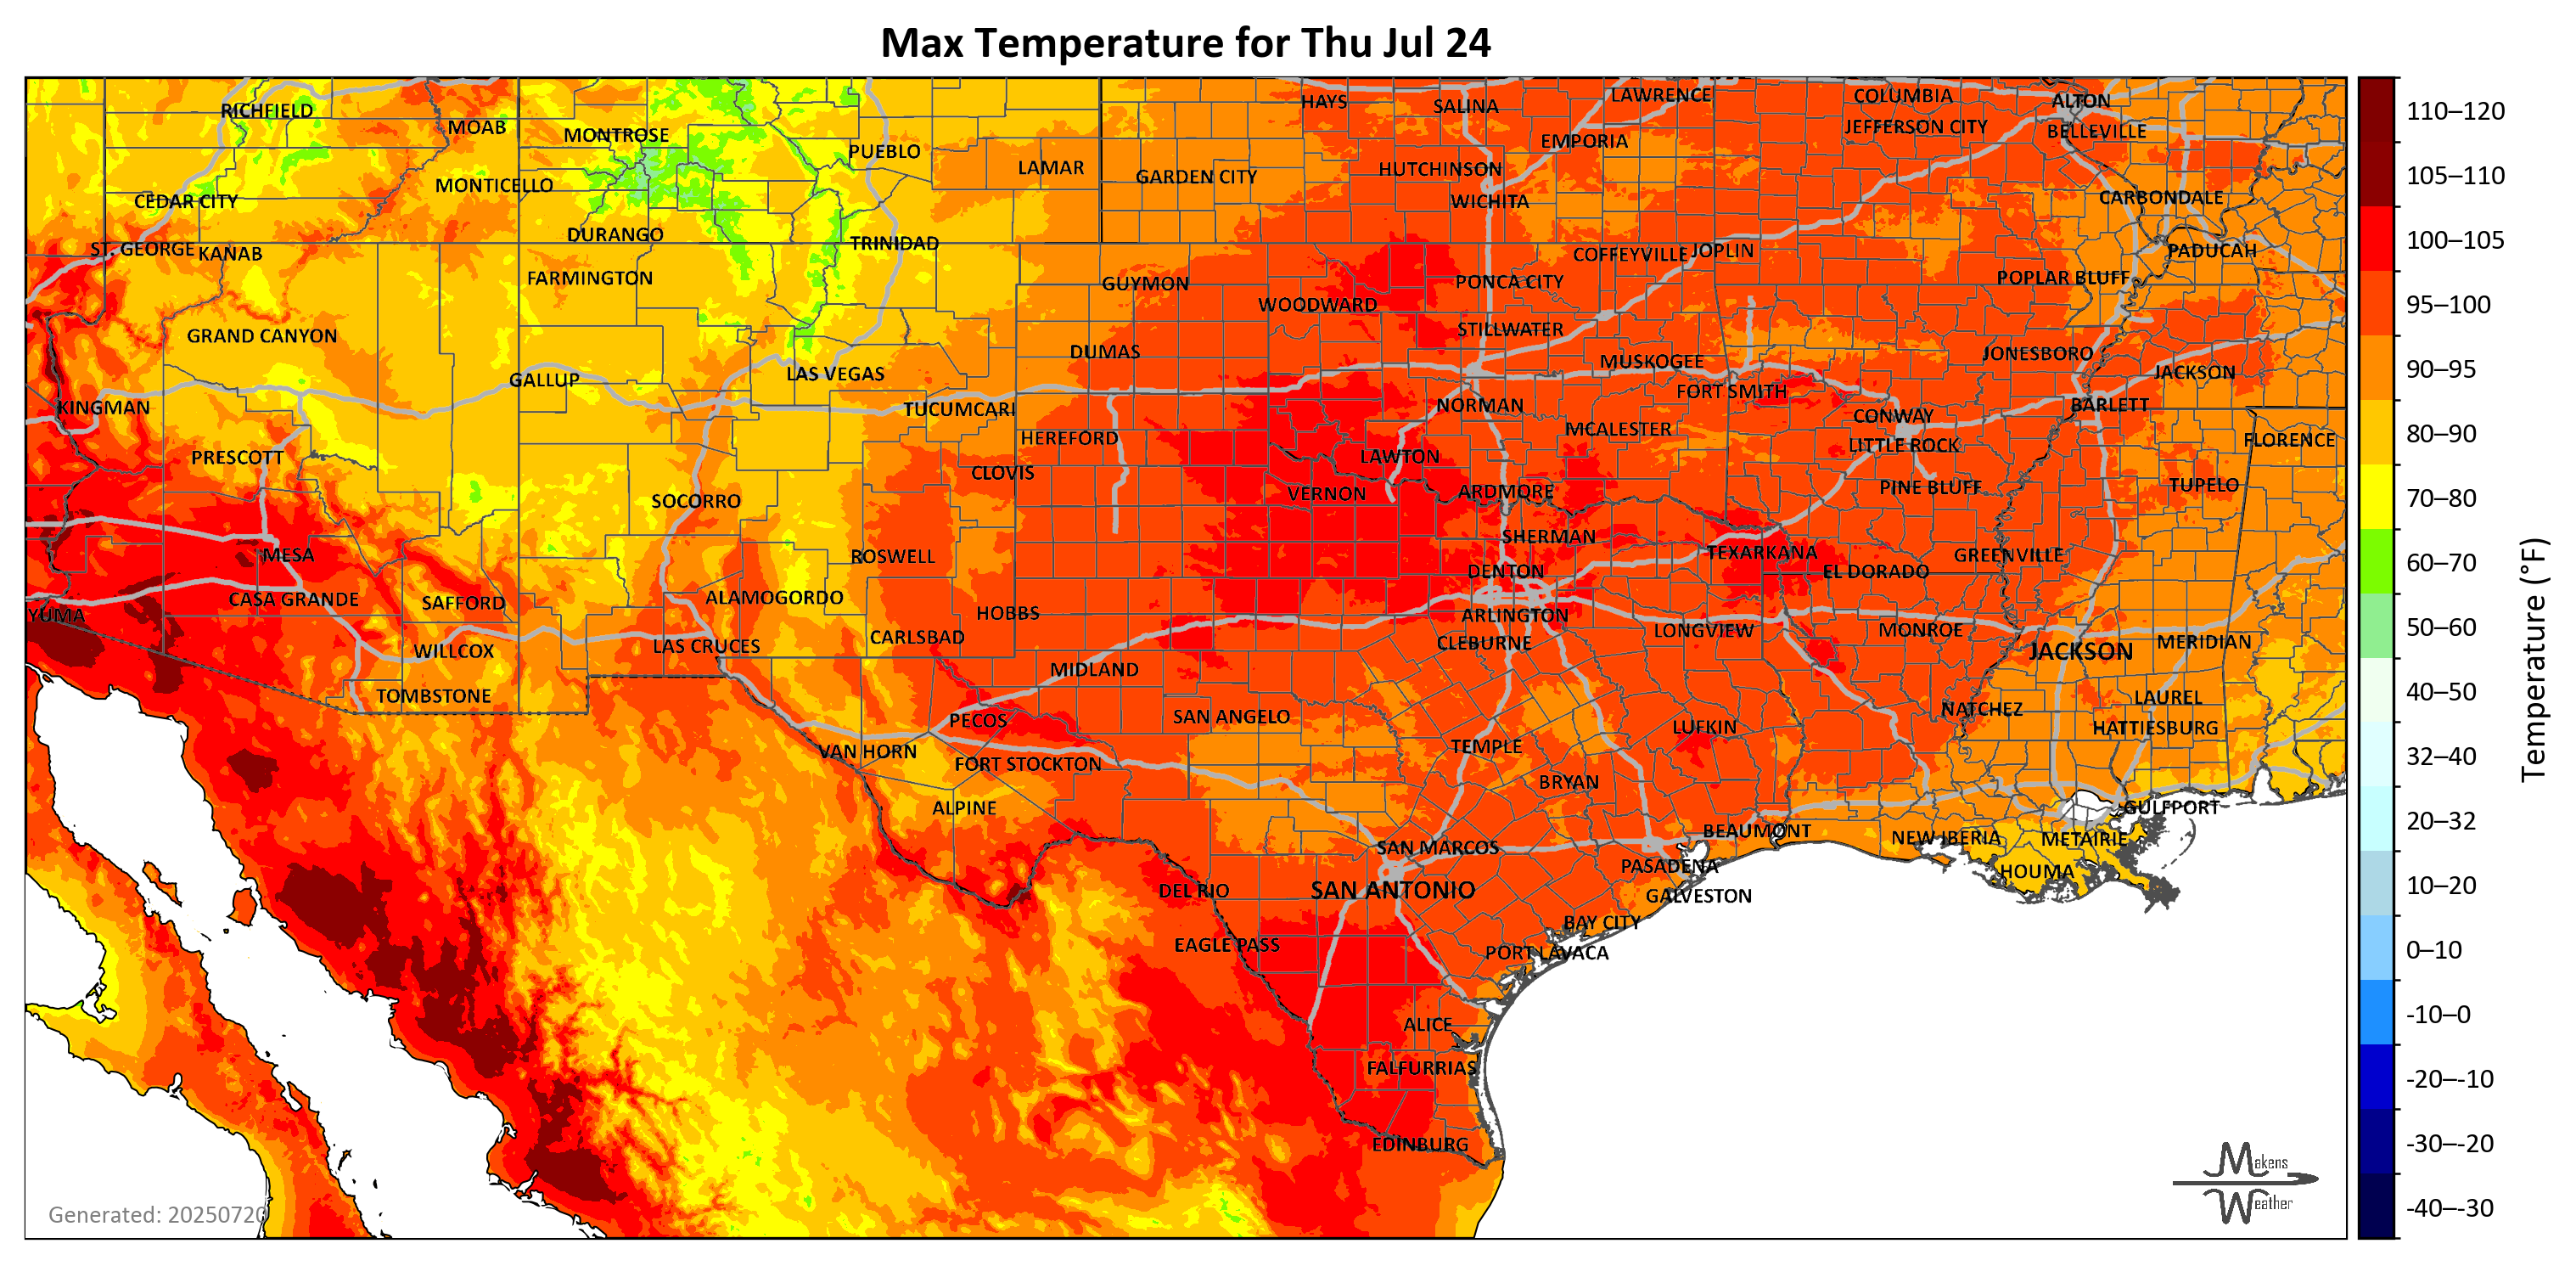 Max Temperature for Thu Jul 24
RICHFIELD
MOAB
MONTROSE
PUEBLO
LAMAR
GARDEN CITY
HAYS
SALINA
LAWRENCE
EMPORIA
HUTCHINSON
WICHITA
COLUMBIA
JEFFERSON CITY
ALTON
BELLEVILLE
CARBONDALE
MONTICELLO
CEDAR CITY
DURANGO
TRINIDAD
ST. GEORGE
KANAB
FARMINGTON
GUYMON
WOODWARD
PONCA CITY
COFFEYVILLE
JOPLIN
POPLAR BLUFF
PADUCAH
GRAND CANYON
DUMAS
STILLWATER
MUSKOGEE
JONESBORO
JACKSON
GALLUP
LAS VEGAS
KINGMAN
TUCUMCARI
NORMAN
FORT SMITH
CONWAY
BARLETT
HEREFORD
MCALESTER
LITTLE ROCK
FLORENCE
PRESCOTT
CLOVIS
LAWTON
VERNON
ARDMORE
PINE BLUFF
TUPELO
SOCORRO
SHERMAN
MESA
ROSWELL
TEXARKANA
GREENVILLE
DENTON
EL DORADO
CASA GRANDE
SAFFORD
ALAMOGORDO
YUMA
HOBBS
ARLINGTON
CARLSBAD
LAS CRUCES
CLEBURNE
LONGVIEW
MONROE
JACKSON
MERIDIAN
WILLCOX
MIDLAND
TOMBSTONE
PECOS
SAN ANGELO
LUFKIN
NATCHEZ
LAUREL
HATTIESBURG
VAN HORN
FORT STOCKTON
TEMPLE
BRYAN
ALPINE
GULFPORT
BEAUMONT
NEW IBERIA
METAIRIE
SAN MARCOS
PASADENA
HOUMA
DEL RIO
SAN ANTONIO
GALVESTON
BAY CITY
EAGLE PASS
PORT LAVACA
ALICE
FALFURRIAS
EDINBURG
Generated: 20250720
Makens
Weather
110–120
105–110
100–105
95–100
90–95
80–90
70–80
60–70
50–60
40–50
32–40
20–32
10–20
0–10
-10–0
-20–-10
-30–-20
-40–-30
Temperature (°F)